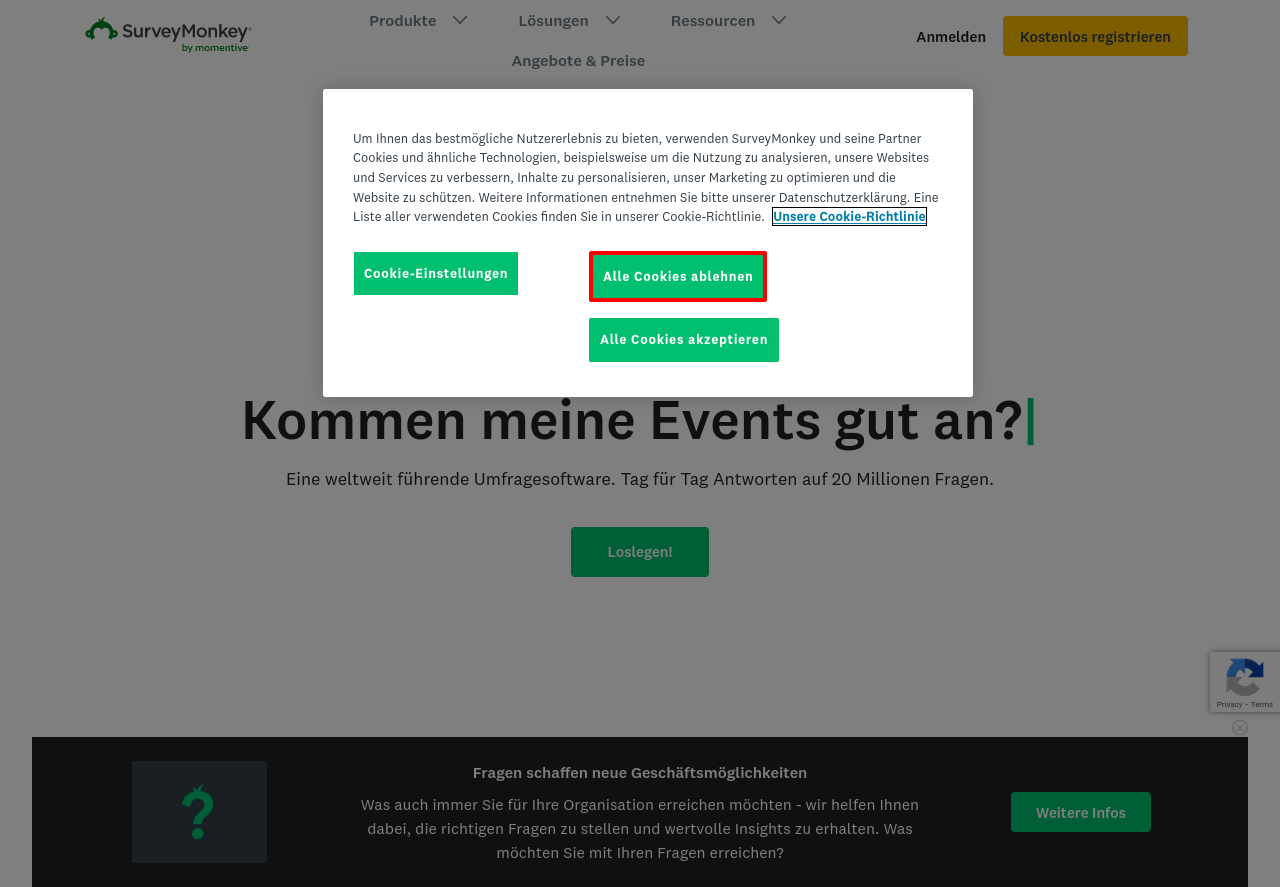 SurveyMonkey®
by momentive
Produkte
Lösungen
Ressourcen
Angebote & Preise
Anmelden
Kostenlos registrieren
Um Ihnen das bestmögliche Nutzererlebnis zu bieten, verwenden SurveyMonkey und seine Partner
Cookies und ähnliche Technologien, beispielsweise um die Nutzung zu analysieren, unsere Websites
und Services zu verbessern, Inhalte zu personalisieren, unser Marketing zu optimieren und die
Website zu schützen. Weitere Informationen entnehmen Sie bitte unserer Datenschutzerklärung. Eine
Liste aller verwendeten Cookies finden Sie in unserer Cookie-Richtlinie. Unsere Cookie-Richtlinie
Cookie-Einstellungen
Alle Cookies ablehnen
Alle Cookies akzeptieren
Kommen meine Events gut an?|
Eine weltweit führende Umfragesoftware. Tag für Tag Antworten auf 20 Millionen Fragen.
Loslegen!
Privacy - Terms
Fragen schaffen neue Geschäftsmöglichkeiten
Was auch immer Sie für Ihre Organisation erreichen möchten - wir helfen Ihnen
dabei, die richtigen Fragen zu stellen und wertvolle Insights zu erhalten. Was
möchten Sie mit Ihren Fragen erreichen?
Weitere Infos